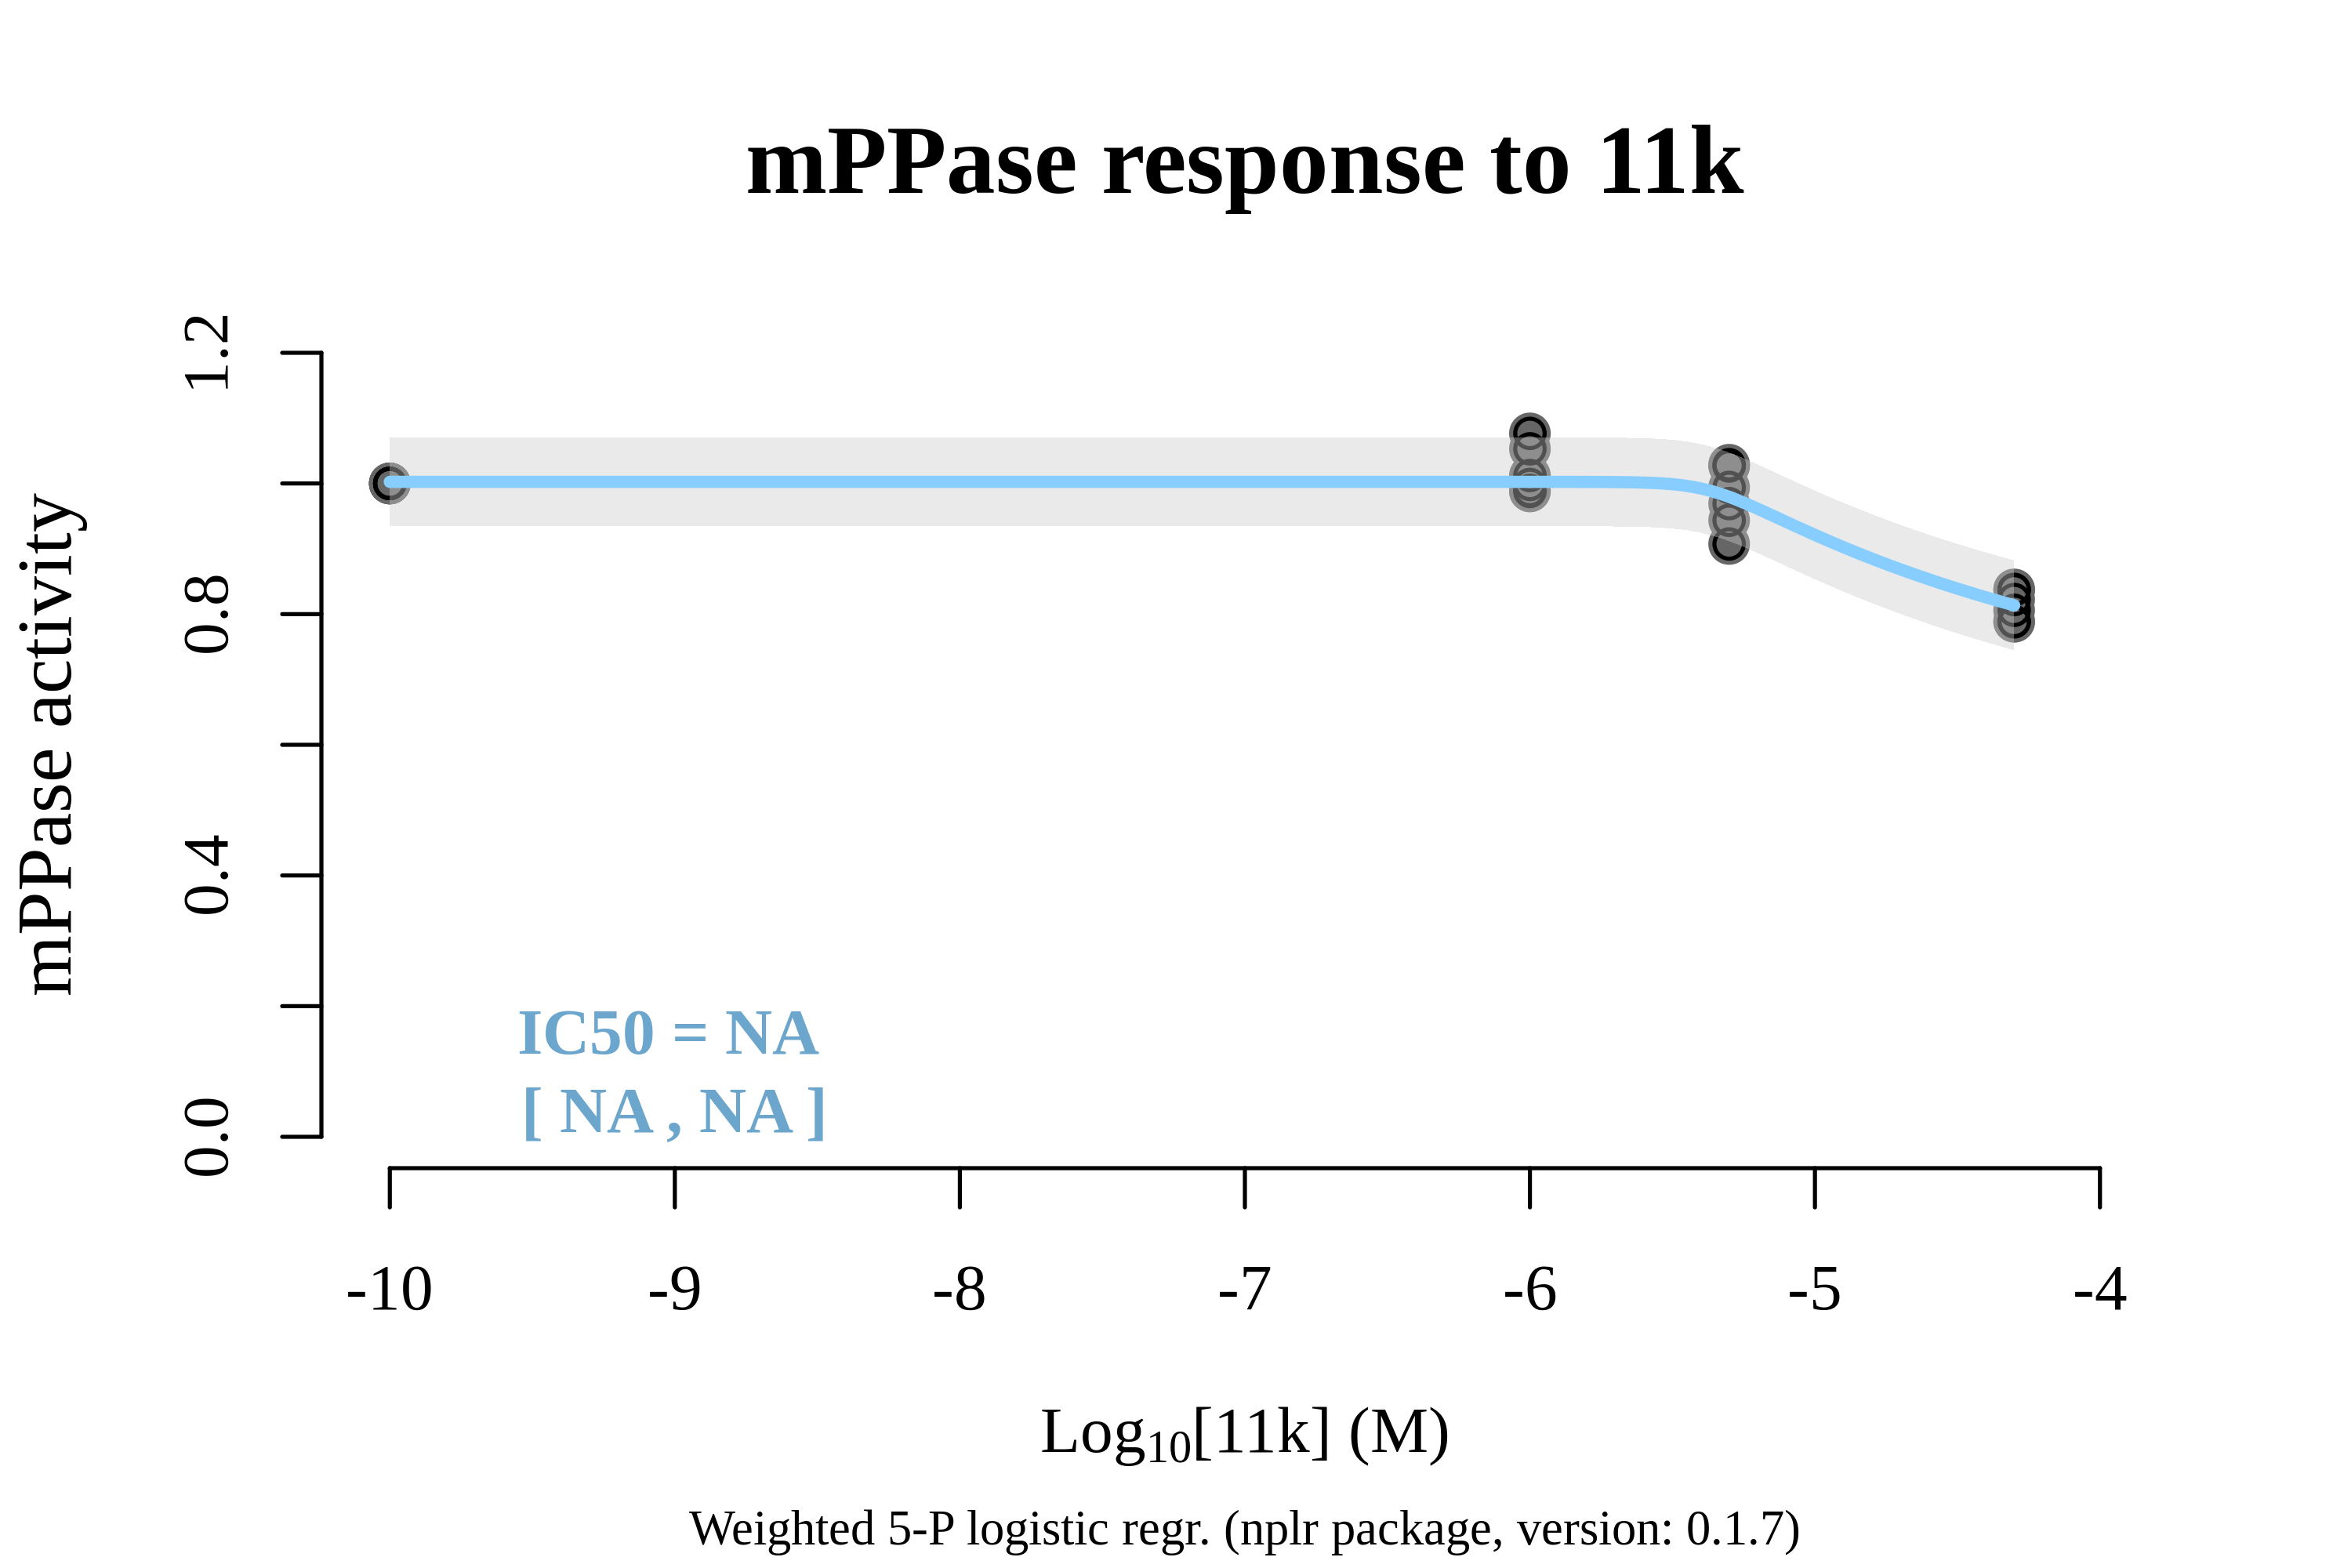 mPPase response to 11k
mPPase activity
1.2
0.8
0.4
0.0
IC50 = NA
[ NA , NA ]
-10 -9 -8 -7 -6 -5 -4
Log10[11k] (M)
Weighted 5-P logistic regr. (nplr package, version: 0.1.7)